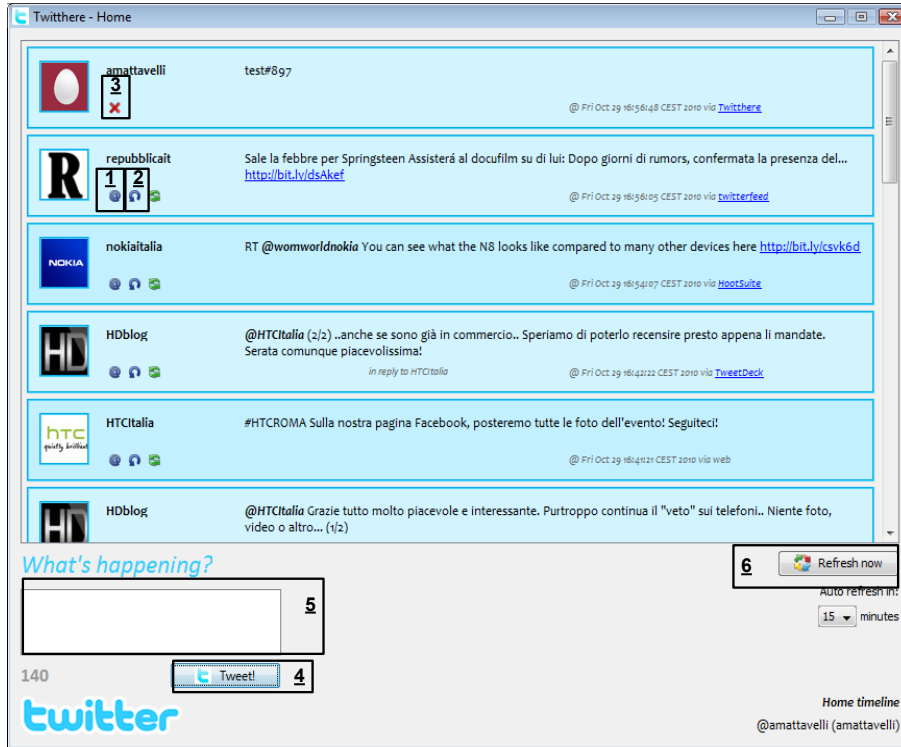 Twitthere - Home
amattavelli
test#897
3
@ Fri Oct 29 16:56:48 CEST 2010 via Twitthere
R
repubblicait
Sale la febbre per Springsteen Assisterá al docufilm su di lui: Dopo giorni di rumors, confermata la presenza del...
http://bit.ly/dsAkef
1 2
@ Fri Oct 29 16:56:05 CEST 2010 via twitterfeed
NOKIA
nokiaitalia
RT @womworldnokia You can see what the N8 looks like compared to many other devices here http://bit.ly/csvk6d
@ Fri Oct 29 16:54:07 CEST 2010 via HootSuite
HD
HDblog
@HTCItalia (2/2) ..anche se sono già in commercio.. Speriamo di poterlo recensire presto appena li mandate.
Serata comunque piacevolissima!
in reply to HTCItalia
@ Fri Oct 29 16:42:22 CEST 2010 via TweetDeck
hTC
quietly brilliant
HTCItalia
#HTCROMA Sulla nostra pagina Facebook, posteremo tutte le foto dell'evento! Seguiteci!
@ Fri Oct 29 16:41:21 CEST 2010 via web
HD
HDblog
@HTCItalia Grazie tutto molto piacevole e interessante. Purtroppo continua il "veto" sui telefoni.. Niente foto,
video o altro... (1/2)
What's happening?
6
Refresh now
5
Auto refresh in:
15 minutes
140
Tweet!
4
twitter
Home timeline
@amattavelli (amattavelli)